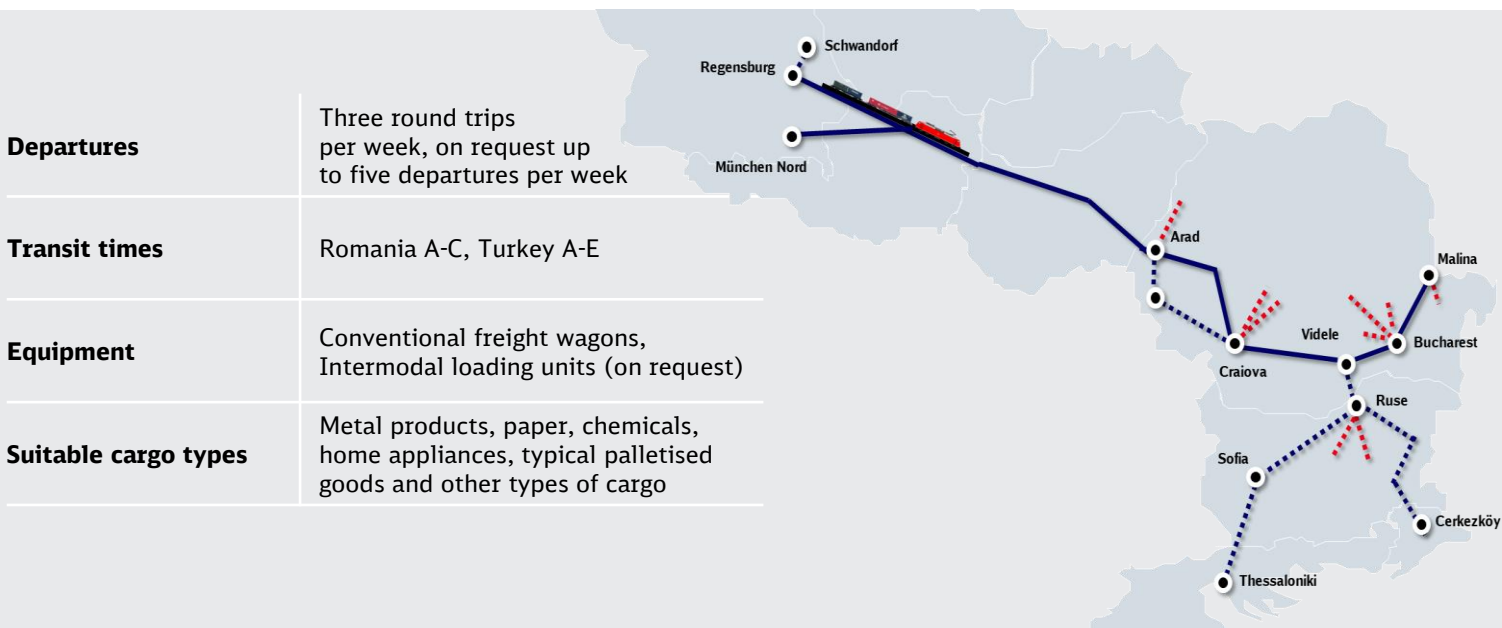 Departures
Three round trips
per week, on request up
to five departures per week
Transit times
Romania A-C, Turkey A-E
Equipment
Conventional freight wagons,
Intermodal loading units (on request)
Suitable cargo types
Metal products, paper, chemicals,
home appliances, typical palletised
goods and other types of cargo
Schwandorf
Regensburg
München Nord
Arad
Malina
Videle
Bucharest
Craiova
Ruse
Sofia
Cerkezköy
Thessaloniki